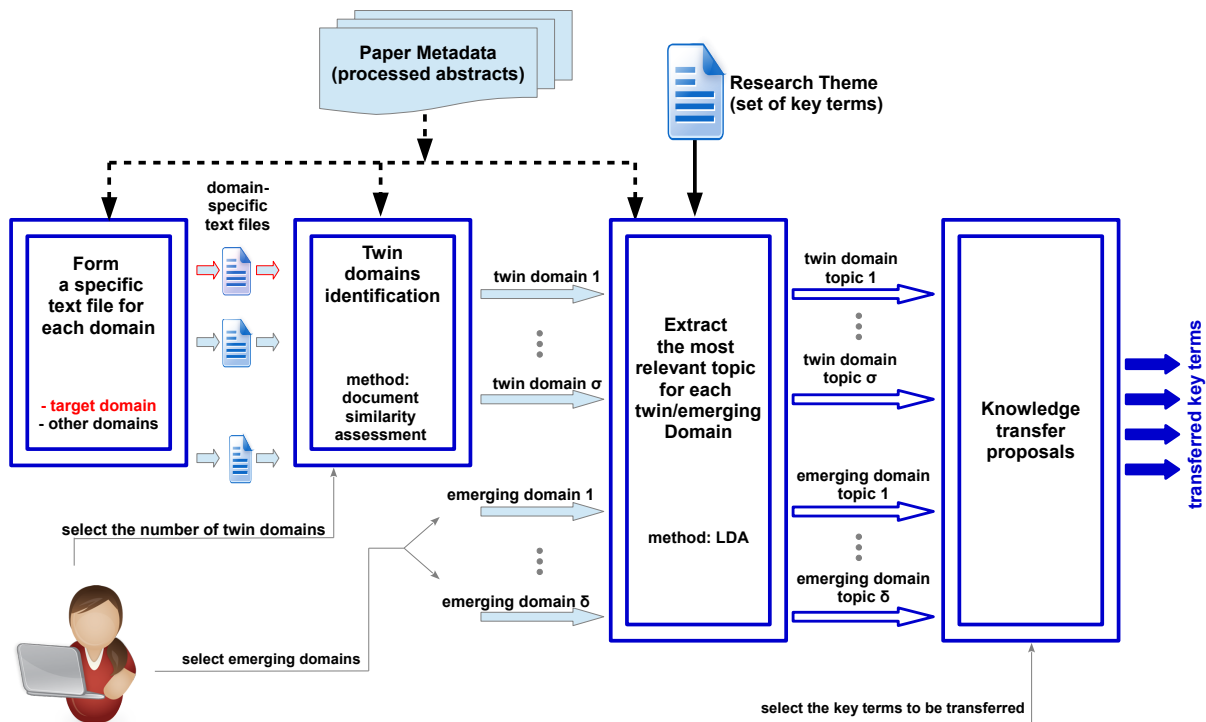 Paper Metadata
(processed abstracts)
Research Theme
(set of key terms)
domain-
specific
text files
Form
a specific
text file for
each domain
- target domain
- other domains
Twin
domains
identification
method:
document
similarity
assessment
twin domain 1
twin domain σ
emerging domain 1
emerging domain δ
Extract
the most
relevant topic
for each
twin/emerging
Domain
method: LDA
twin domain
topic 1
twin domain
topic σ
emerging domain
topic 1
emerging domain
topic δ
Knowledge
transfer
proposals
transferred key terms
select the number of twin domains
select emerging domains
select the key terms to be transferred